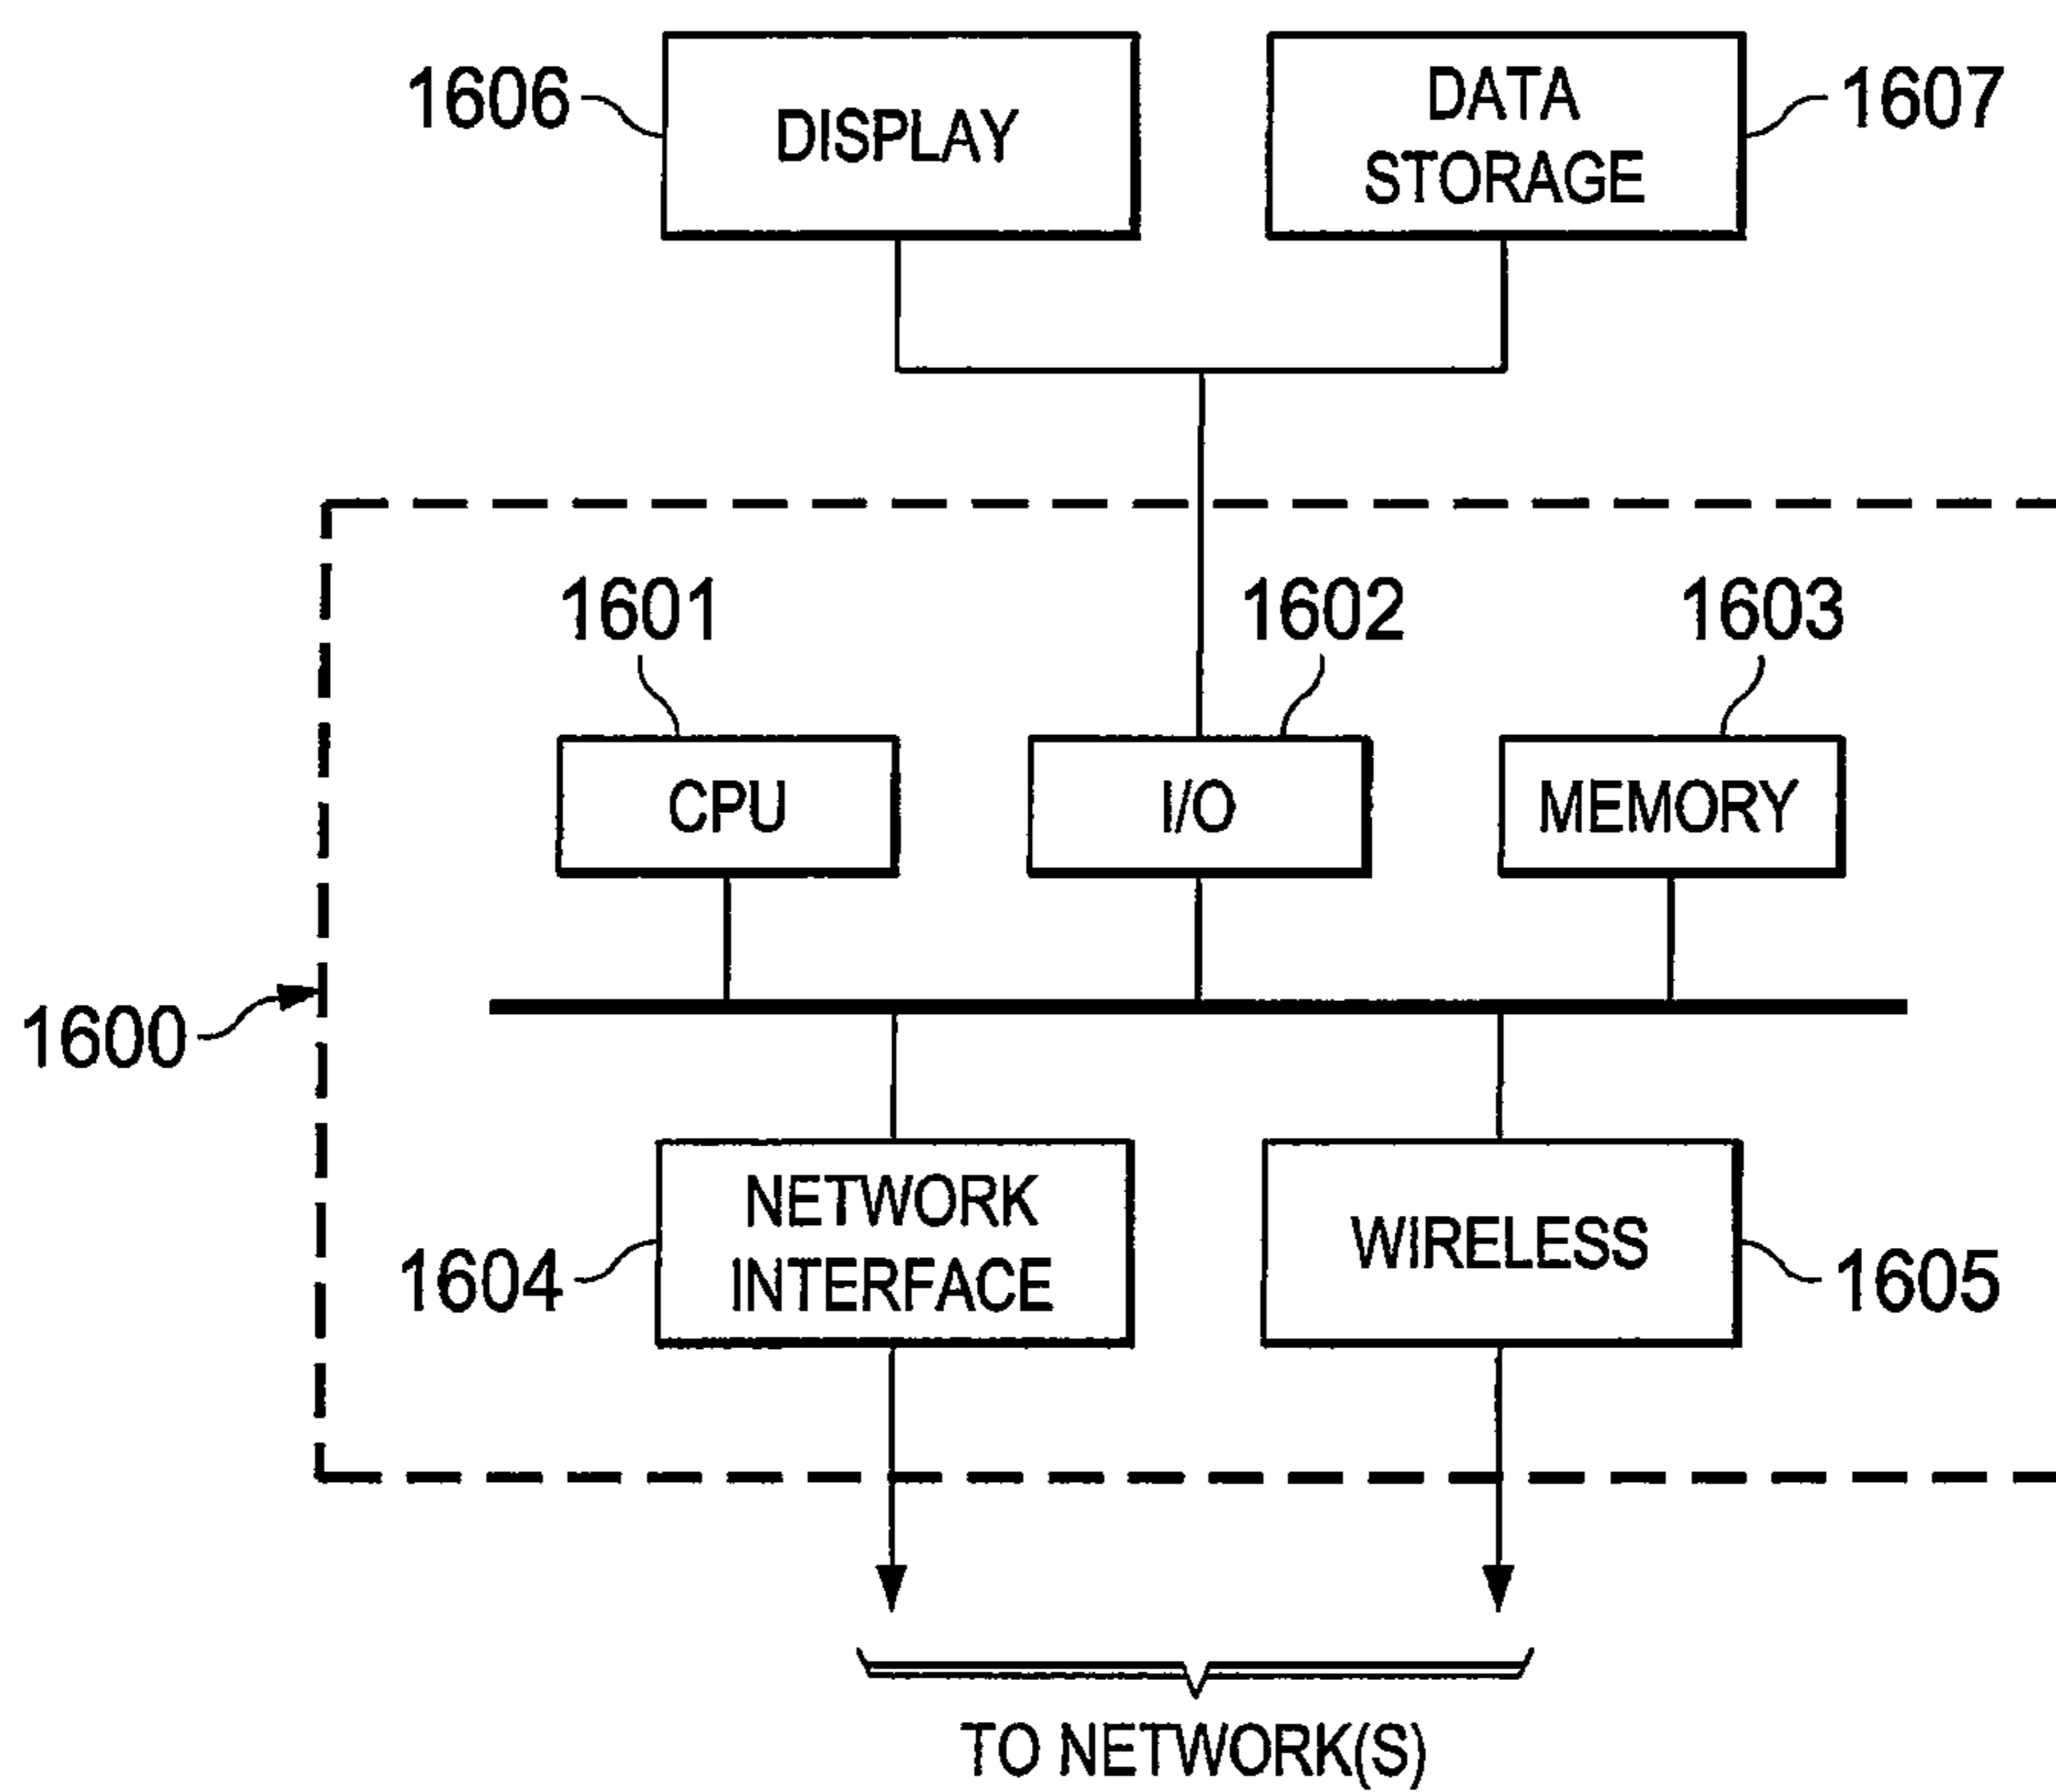 1606
DISPLAY
DATA
STORAGE
1607
1601
1602
1603
CPU
I/O
MEMORY
1600
NETWORK
INTERFACE
1604
WIRELESS
1605
TO NETWORK(S)